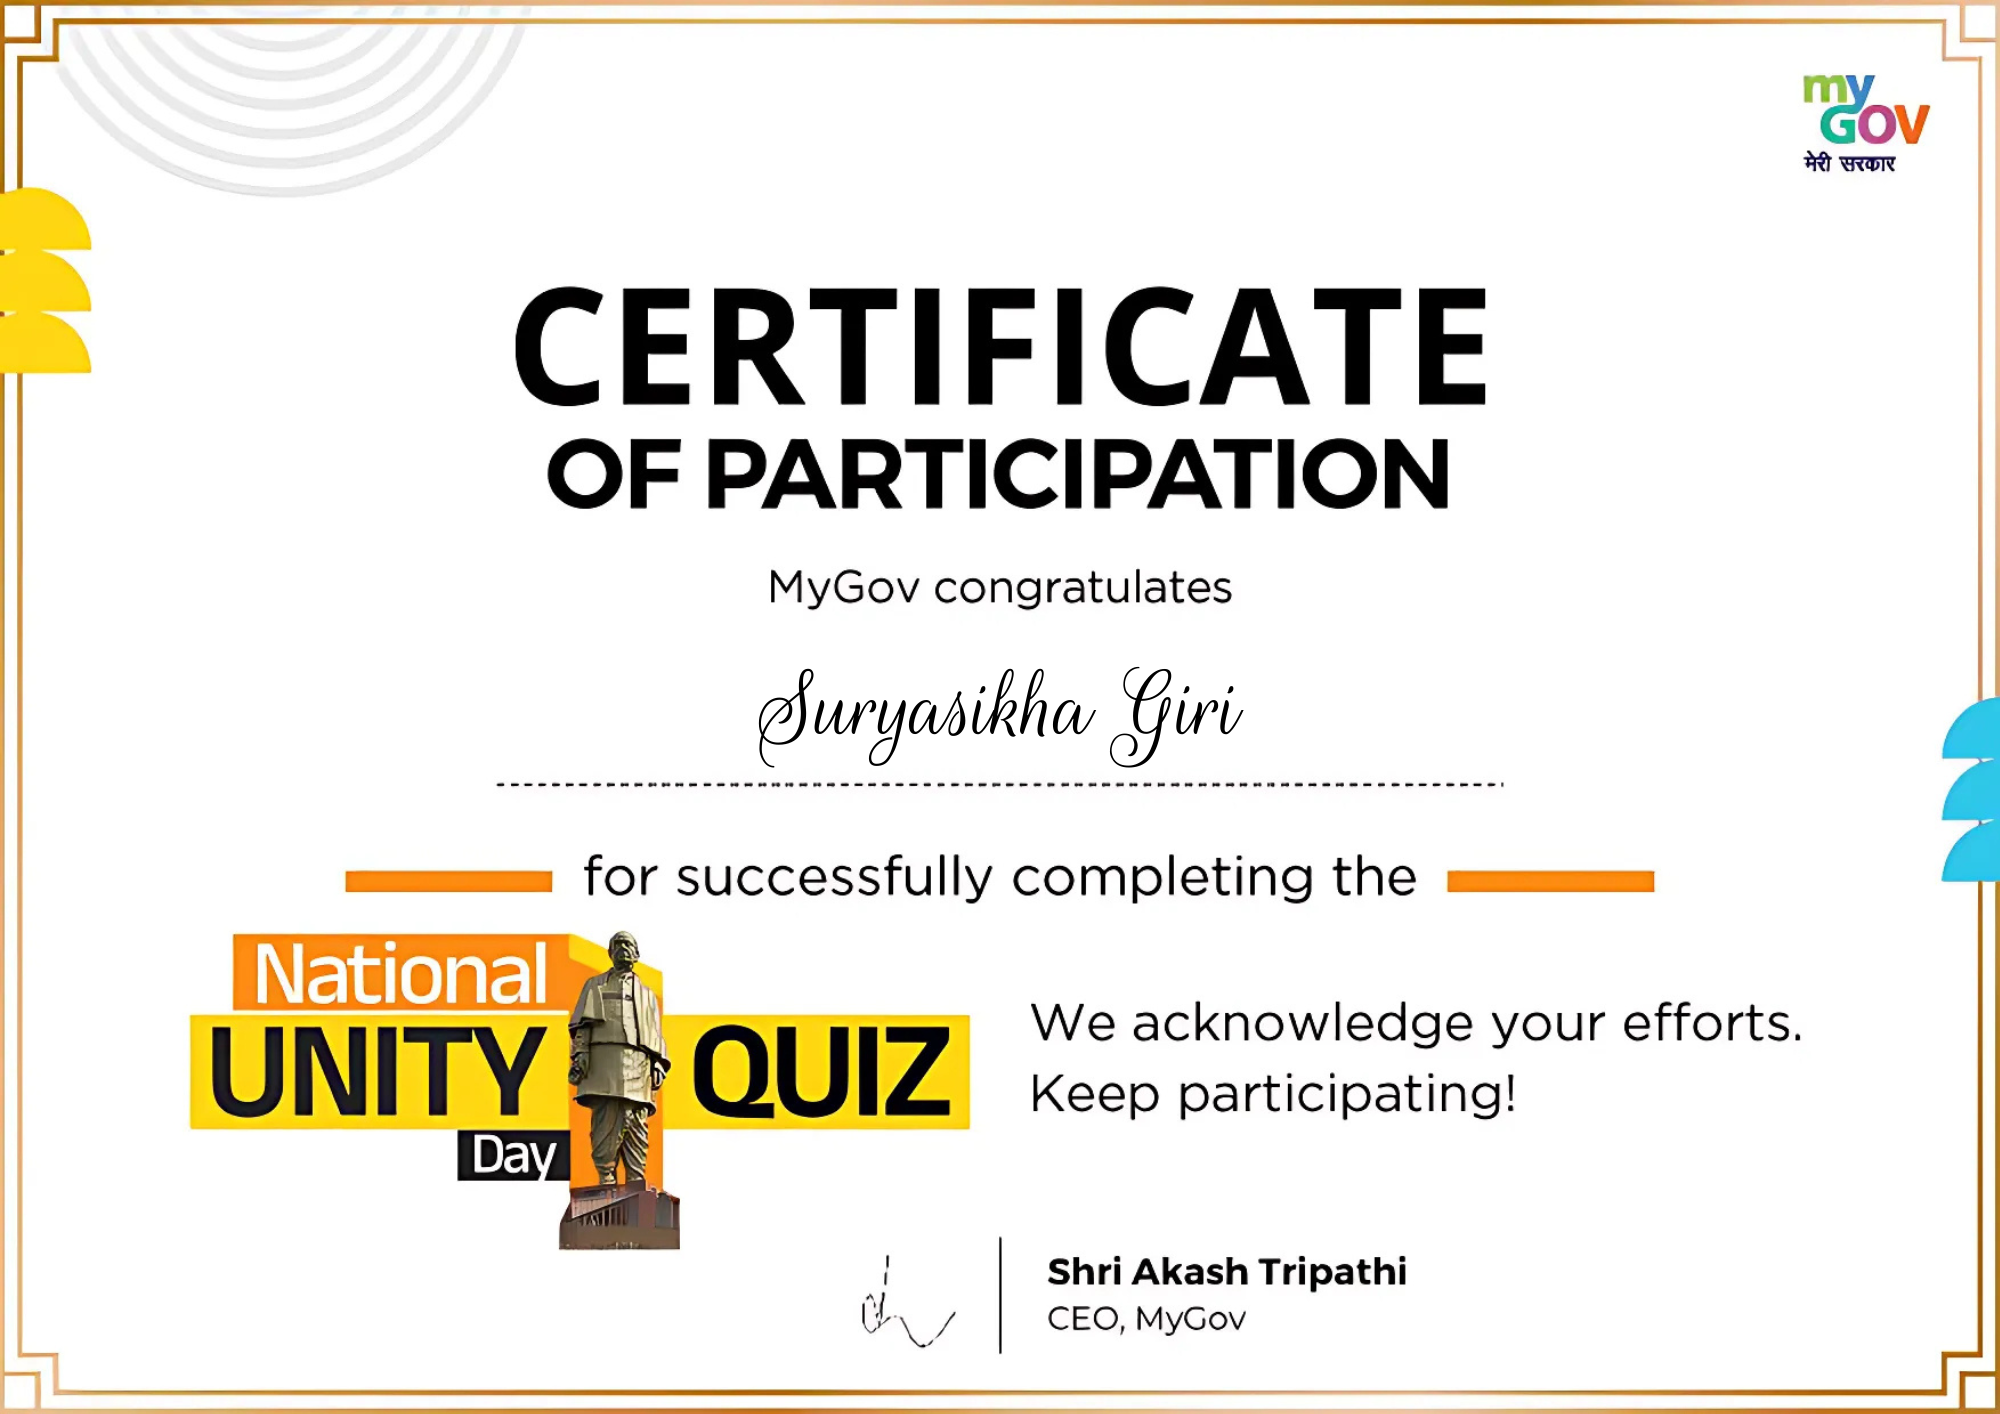 my
GOV
मेरी सरकार
CERTIFICATE
OF PARTICIPATION
MyGov congratulates
Suryasikha Giri
for successfully completing the
National
UNITY QUIZ
Day
We acknowledge your efforts.
Keep participating!
Shri Akash Tripathi
CEO, MyGov